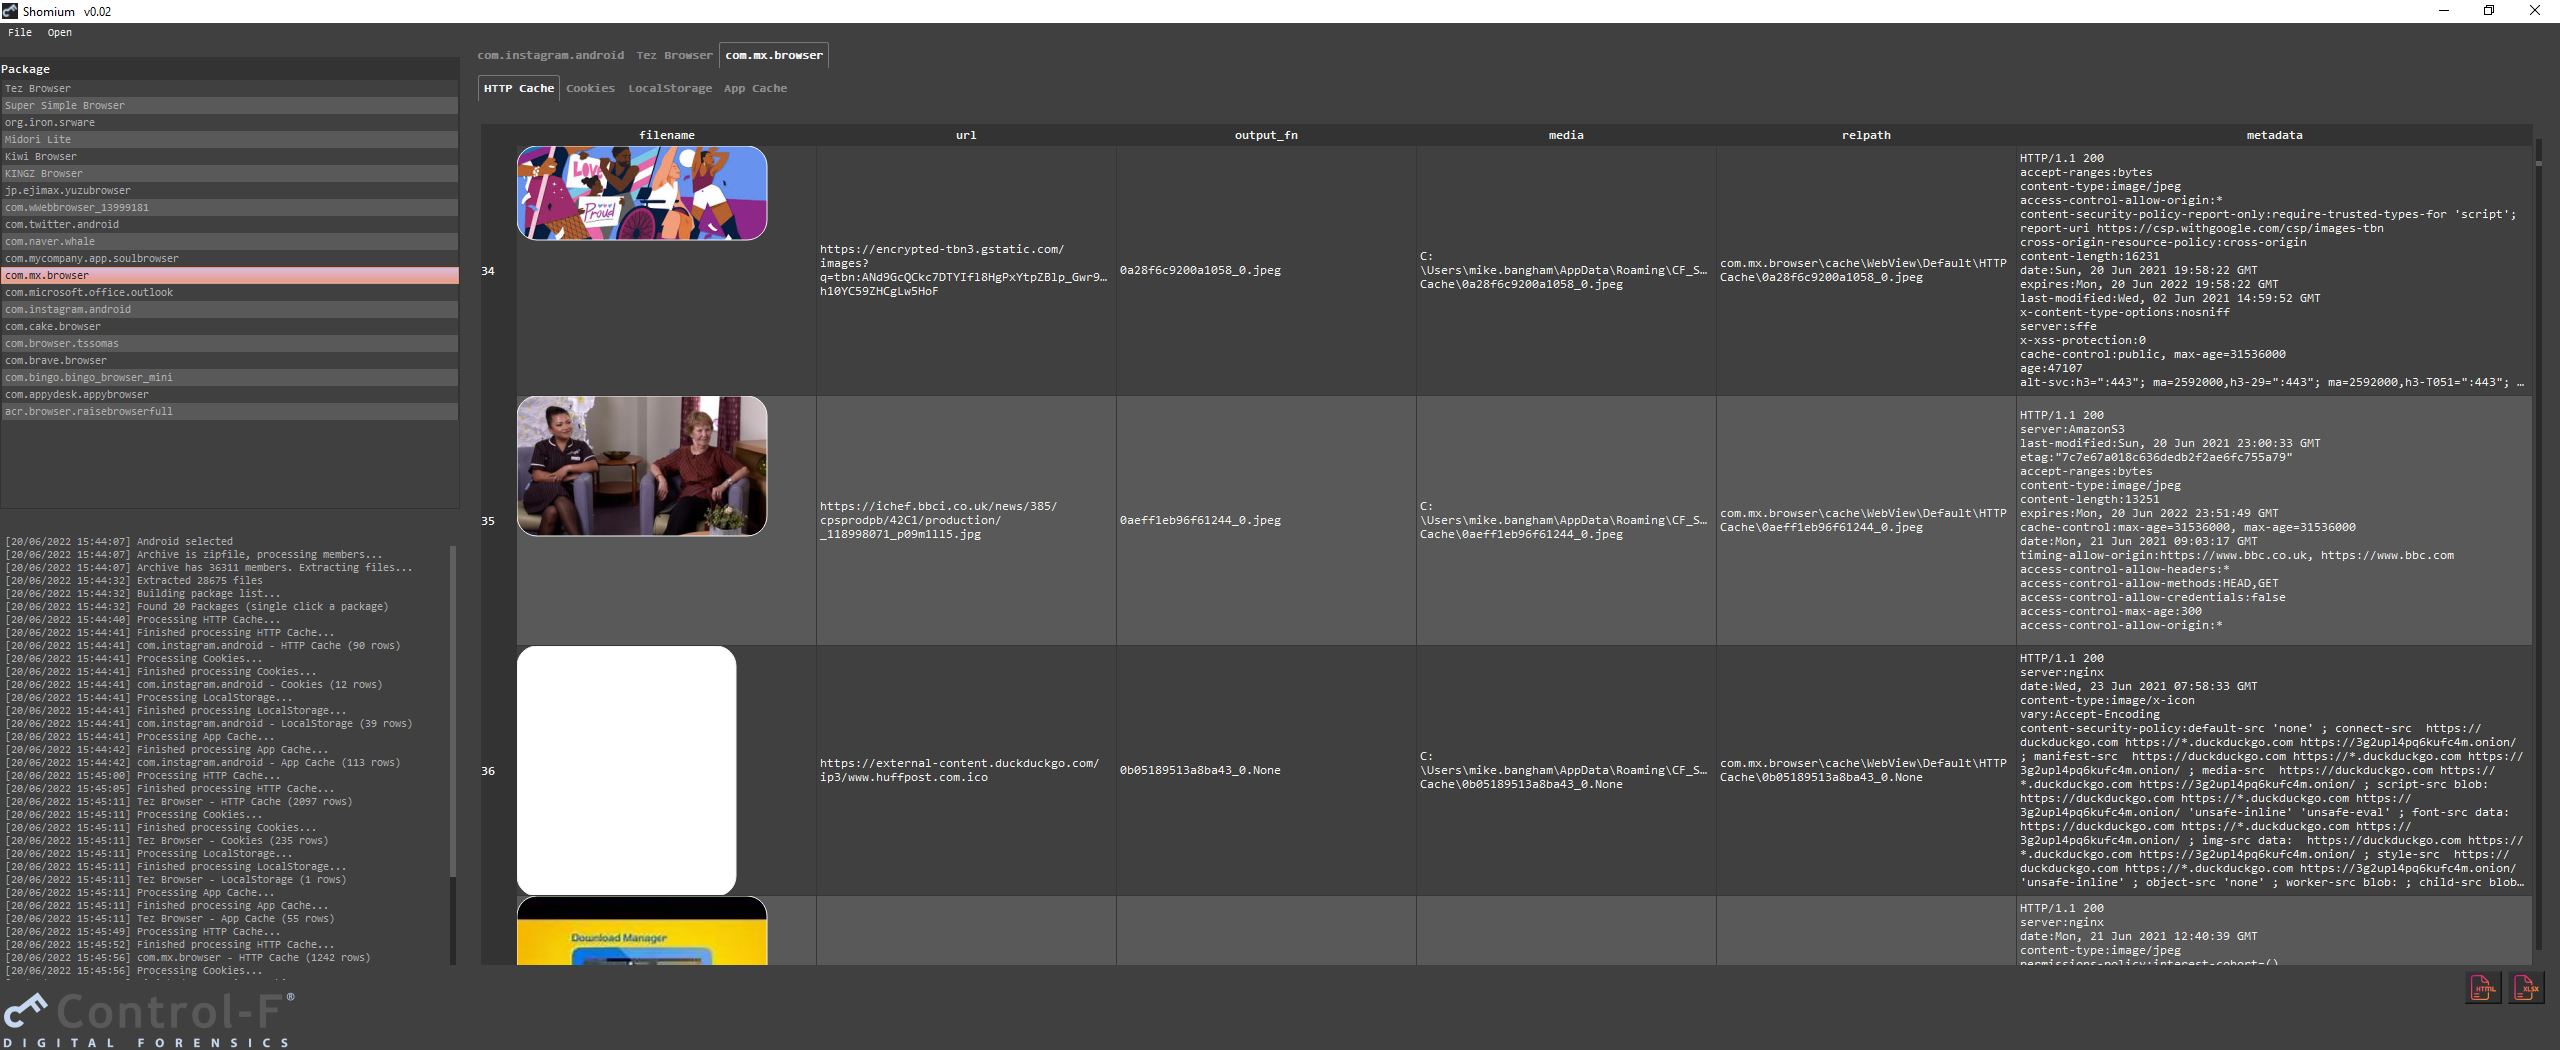 Shomium v0.02
File Open
Package
Tez Browser
Super Simple Browser
org.iron.srware
Midori Lite
Kiwi Browser
KINGZ Browser
jp.ejimax.yuzubrowser
com.wWebbrowser_13999181
com.twitter.android
com.naver.whale
com.mycompany.app.soulbrowser
com.mx.browser
com.microsoft.office.outlook
com.instagram.android
com.cake.browser
com.browser.tssomas
com.brave.browser
com.bingo.bingo_browser_mini
com.appydesk.appybrowser
acr.browser.raisebrowserfull
[20/06/2022 15:44:07] Android selected
[20/06/2022 15:44:07] Archive is zipfile, processing members...
[20/06/2022 15:44:07] Archive has 36311 members. Extracting files...
[20/06/2022 15:44:32] Extracted 28675 files
[20/06/2022 15:44:32] Building package list...
[20/06/2022 15:44:32] Found 20 Packages (single click a package)
[20/06/2022 15:44:40] Processing HTTP Cache...
[20/06/2022 15:44:41] Finished processing HTTP Cache...
[20/06/2022 15:44:41] com.instagram.android - HTTP Cache (90 rows)
[20/06/2022 15:44:41] Processing Cookies...
[20/06/2022 15:44:41] Finished processing Cookies...
[20/06/2022 15:44:41] com.instagram.android - Cookies (12 rows)
[20/06/2022 15:44:41] Processing LocalStorage...
[20/06/2022 15:44:41] Finished processing LocalStorage...
[20/06/2022 15:44:41] com.instagram.android - LocalStorage (39 rows)
[20/06/2022 15:44:41] Processing App Cache...
[20/06/2022 15:44:42] Finished processing App Cache...
[20/06/2022 15:44:42] com.instagram.android - App Cache (113 rows)
[20/06/2022 15:45:00] Processing HTTP Cache...
[20/06/2022 15:45:05] Finished processing HTTP Cache...
[20/06/2022 15:45:11] Tez Browser - HTTP Cache (2097 rows)
[20/06/2022 15:45:11] Processing Cookies...
[20/06/2022 15:45:11] Finished processing Cookies...
[20/06/2022 15:45:11] Tez Browser - Cookies (235 rows)
[20/06/2022 15:45:11] Processing LocalStorage...
[20/06/2022 15:45:11] Finished processing LocalStorage...
[20/06/2022 15:45:11] Tez Browser - LocalStorage (1 rows)
[20/06/2022 15:45:11] Processing App Cache...
[20/06/2022 15:45:11] Finished processing App Cache...
[20/06/2022 15:45:11] Tez Browser - App Cache (55 rows)
[20/06/2022 15:45:49] Processing HTTP Cache...
[20/06/2022 15:45:52] Finished processing HTTP Cache...
[20/06/2022 15:45:56] com.mx.browser - HTTP Cache (1242 rows)
[20/06/2022 15:45:56] Processing Cookies...
Control-F®
DIGITAL FORENSICS
com.instagram.android Tez Browser com.mx.browser
HTTP Cache Cookies LocalStorage App Cache
filename url output_fn media relpath metadata
34
LOVE
Proud
https://encrypted-tbn3.gstatic.com/
images?
q=tbn:ANd9GcQCkc7DTYIfl8HgPxYtpZBlp_Gwr9…
h10YC59ZHCgLw5HoF
0a28f6c9200a1058_0.jpeg
C:
\Users\mike.bangham\AppData\Roaming\CF_S…
Cache\0a28f6c9200a1058_0.jpeg
com.mx.browser\cache\WebView\Default\HTTP
Cache\0a28f6c9200a1058_0.jpeg
HTTP/1.1 200
accept-ranges:bytes
content-type:image/jpeg
access-control-allow-origin:*
content-security-policy-report-only:require-trusted-types-for 'script';
report-uri https://csp.withgoogle.com/csp/images-tbn
cross-origin-resource-policy:cross-origin
content-length:16231
date:Sun, 20 Jun 2021 19:58:22 GMT
expires:Mon, 20 Jun 2022 19:58:22 GMT
last-modified:Wed, 02 Jun 2021 14:59:52 GMT
x-content-type-options:nosniff
server:sffe
x-xss-protection:0
cache-control:public, max-age=31536000
age:47107
alt-svc:h3=":443"; ma=2592000,h3-29=":443"; ma=2592000,h3-T051=":443"; …
35
https://ichef.bbci.co.uk/news/385/
cpsprodpb/42C1/production/
_118998071_p09m1ll5.jpg
0aeff1eb96f61244_0.jpeg
C:
\Users\mike.bangham\AppData\Roaming\CF_S…
Cache\0aeff1eb96f61244_0.jpeg
com.mx.browser\cache\WebView\Default\HTTP
Cache\0aeff1eb96f61244_0.jpeg
HTTP/1.1 200
server:AmazonS3
last-modified:Sun, 20 Jun 2021 23:00:33 GMT
etag:"7c7e67a018c636dedb2f2ae6fc755a79"
accept-ranges:bytes
content-type:image/jpeg
content-length:13251
expires:Mon, 20 Jun 2022 23:51:49 GMT
cache-control:max-age=31536000, max-age=31536000
date:Mon, 21 Jun 2021 09:03:17 GMT
timing-allow-origin:https://www.bbc.co.uk, https://www.bbc.com
access-control-allow-headers:*
access-control-allow-methods:HEAD,GET
access-control-allow-credentials:false
access-control-max-age:300
access-control-allow-origin:*
36
https://external-content.duckduckgo.com/
ip3/www.huffpost.com.ico
0b05189513a8ba43_0.None
C:
\Users\mike.bangham\AppData\Roaming\CF_S…
Cache\0b05189513a8ba43_0.None
com.mx.browser\cache\WebView\Default\HTTP
Cache\0b05189513a8ba43_0.None
HTTP/1.1 200
server:nginx
date:Wed, 23 Jun 2021 07:58:33 GMT
content-type:image/x-icon
vary:Accept-Encoding
content-security-policy:default-src 'none' ; connect-src https://
duckduckgo.com https://*.duckduckgo.com https://3g2upl4pq6kufc4m.onion/
; manifest-src https://duckduckgo.com https://*.duckduckgo.com https://
3g2upl4pq6kufc4m.onion/ ; media-src https://duckduckgo.com https://
*.duckduckgo.com https://3g2upl4pq6kufc4m.onion/ ; script-src blob:
https://duckduckgo.com https://*.duckduckgo.com https://
3g2upl4pq6kufc4m.onion/ 'unsafe-inline' 'unsafe-eval' ; font-src data:
https://duckduckgo.com https://*.duckduckgo.com https://
3g2upl4pq6kufc4m.onion/ ; img-src data: https://duckduckgo.com https://
*.duckduckgo.com https://3g2upl4pq6kufc4m.onion/ ; style-src https://
duckduckgo.com https://*.duckduckgo.com https://3g2upl4pq6kufc4m.onion/
'unsafe-inline' ; object-src 'none' ; worker-src blob: ; child-src blob…
Download Manager
HTTP/1.1 200
server:nginx
date:Mon, 21 Jun 2021 12:40:39 GMT
content-type:image/jpeg
permissions-policy:interest-cohort=()
HTML
XLSX